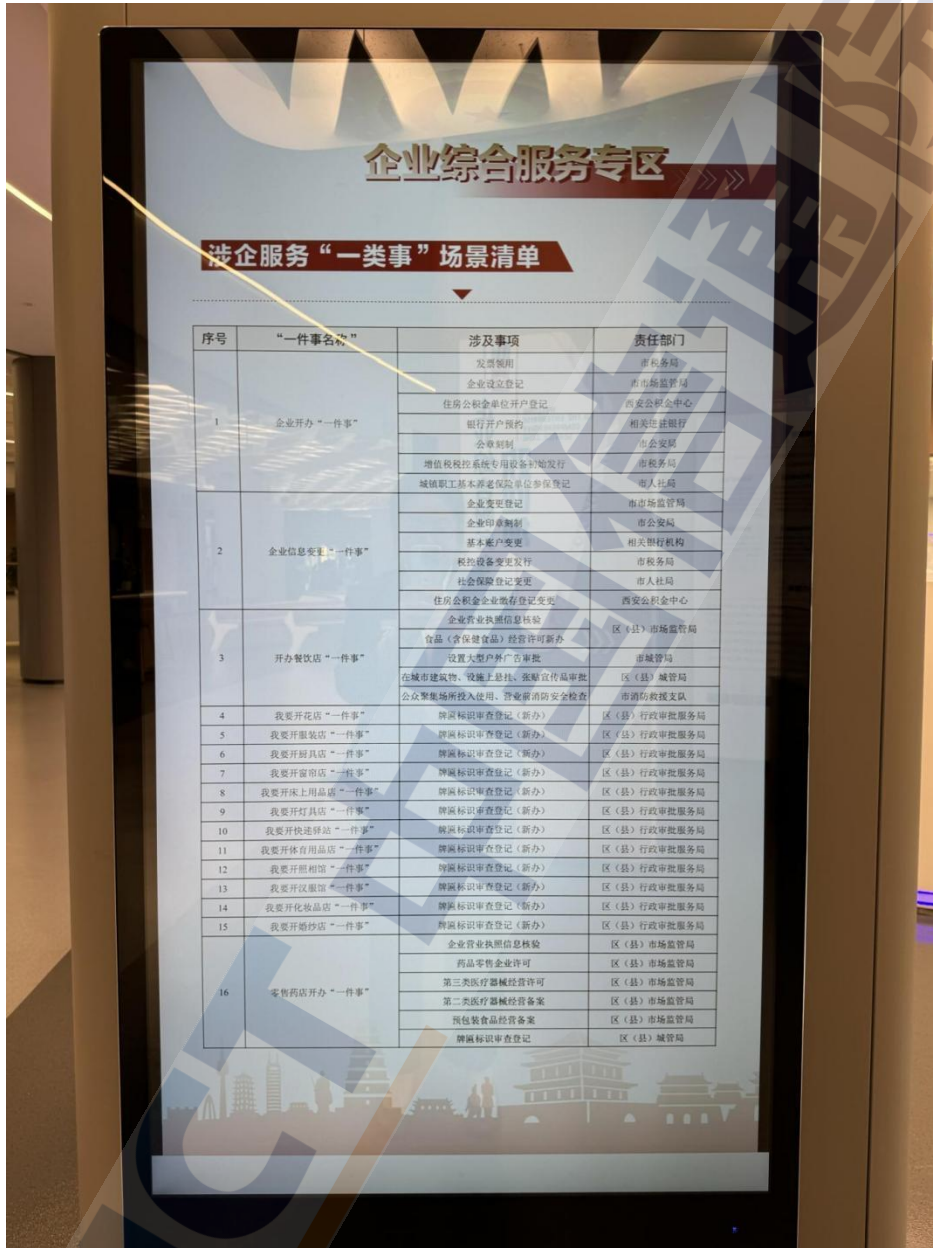 企业综合服务专区
涉企服务“一类事”场景清单
序号 “一件事名称” 涉及事项 责任部门
1 企业开办“一件事” 发票领用 市税务局
企业设立登记 市市场监管局
住房公积金单位开户登记 西安公积金中心
银行开户预约 相关进驻银行
公章刻制 市公安局
增值税税控系统专用设备初始发行 市税务局
城镇职工基本养老保险单位参保登记 市人社局
2 企业信息变更“一件事” 企业变更登记 市市场监管局
企业印章刻制 市公安局
基本账户变更 相关银行机构
税控设备变更发行 市税务局
社会保险登记变更 市人社局
住房公积金企业缴存登记变更 西安公积金中心
3 开办餐饮店“一件事” 企业营业执照信息核验 区（县）市场监管局
食品（含保健食品）经营许可新办
设置大型户外广告审批 市城管局
在城市建筑物、设施上悬挂、张贴宣传品审批 区（县）城管局
公众聚集场所投入使用、营业前消防安全检查 市消防救援支队
4 我要开花店“一件事” 牌匾标识审查登记（新办） 区（县）行政审批服务局
5 我要开服装店“一件事” 牌匾标识审查登记（新办） 区（县）行政审批服务局
6 我要开厨具店“一件事” 牌匾标识审查登记（新办） 区（县）行政审批服务局
7 我要开窗帘店“一件事” 牌匾标识审查登记（新办） 区（县）行政审批服务局
8 我要开床上用品店“一件事” 牌匾标识审查登记（新办） 区（县）行政审批服务局
9 我要开灯具店“一件事” 牌匾标识审查登记（新办） 区（县）行政审批服务局
10 我要开快递驿站“一件事” 牌匾标识审查登记（新办） 区（县）行政审批服务局
11 我要开体育用品店“一件事” 牌匾标识审查登记（新办） 区（县）行政审批服务局
12 我要开照相馆“一件事” 牌匾标识审查登记（新办） 区（县）行政审批服务局
13 我要开汉服馆“一件事” 牌匾标识审查登记（新办） 区（县）行政审批服务局
14 我要开化妆品店“一件事” 牌匾标识审查登记（新办） 区（县）行政审批服务局
15 我要开婚纱店“一件事” 牌匾标识审查登记（新办） 区（县）行政审批服务局
16 零售药店开办“一件事” 企业营业执照信息核验 区（县）市场监管局
药品零售企业许可 区（县）市场监管局
第三类医疗器械经营许可 区（县）市场监管局
第二类医疗器械经营备案 区（县）市场监管局
预包装食品经营备案 区（县）市场监管局
牌匾标识审查登记 区（县）城管局